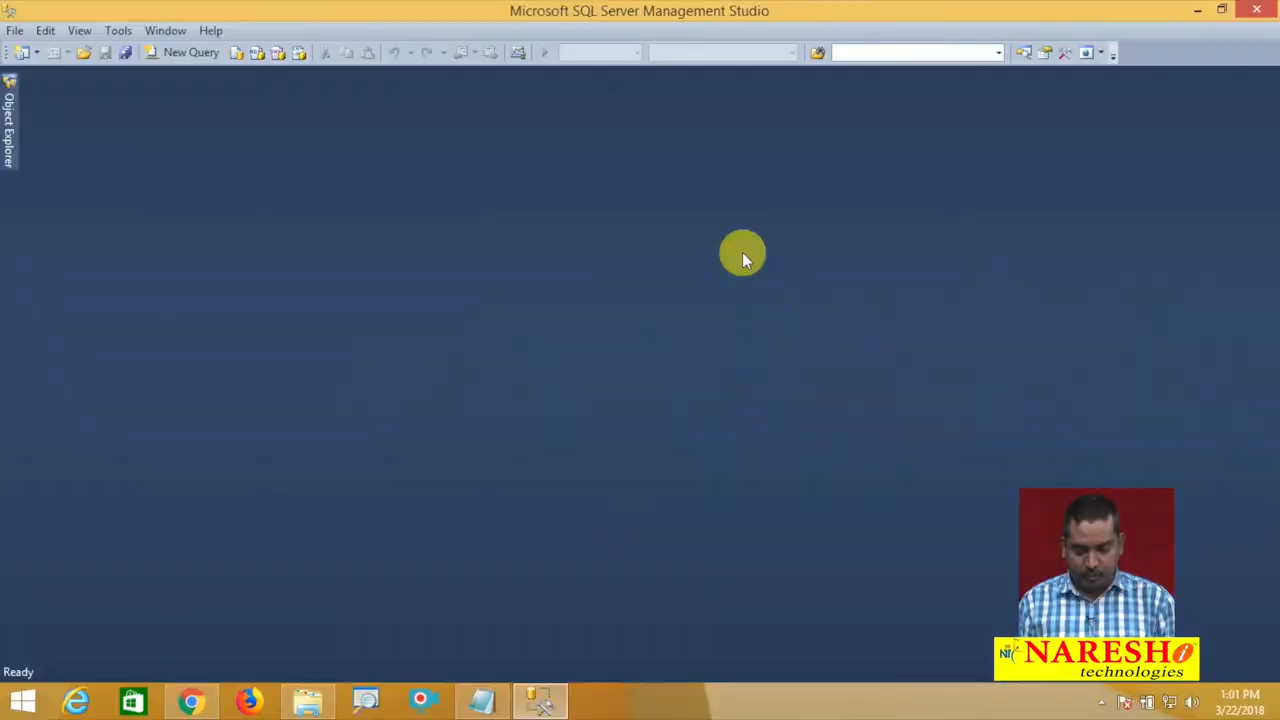 Microsoft SQL Server Management Studio
File Edit View Tools Window Help
New Query
Object Explorer
Ready
NARESH i
technologies
1:01 PM
3/22/2018